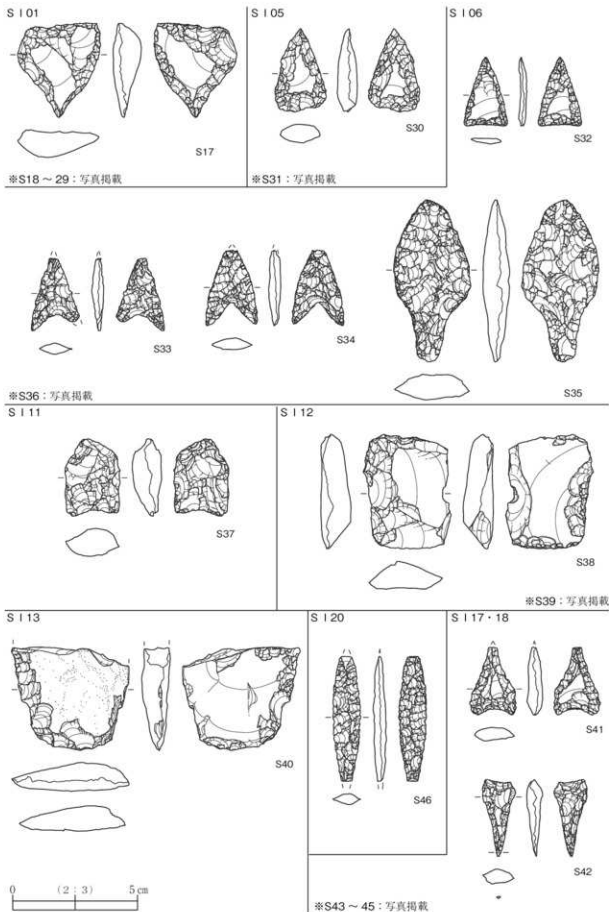 S I 01
S17
※S18 ～ 29：写真掲載
S I 05
S30
※S31：写真掲載
S I 06
S32
S33
S34
S35
※S36：写真掲載
S I 11
S37
S I 12
S38
※S39：写真掲載
S I 13
S40
S I 20
S46
S I 17・18
S41
S42
※S43 ～ 45：写真掲載
0 (2：3) 5㎝